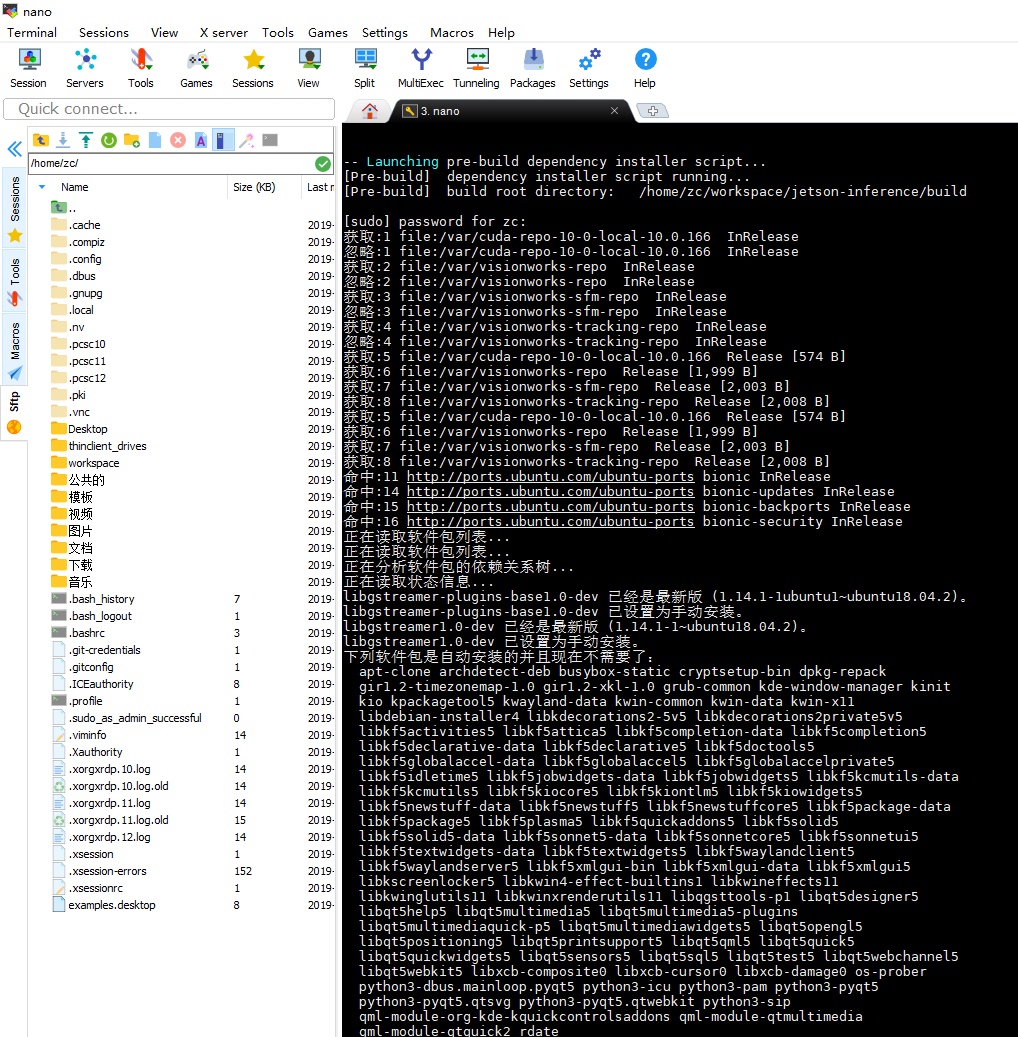 nano
Terminal Sessions View X server Tools Games Settings Macros Help
Session Servers Tools Games Sessions View Split MultiExec Tunneling Packages Settings Help
Quick connect...
3. nano
/home/zc/
Name Size (KB) Last r
Sessions
Tools
Macros
Sftp
..
.cache 2019-
.compiz 2019-
.config 2019-
.dbus 2019-
.gnupg 2019-
.local 2019-
.nv 2019-
.pcsc10 2019-
.pcsc11 2019-
.pcsc12 2019-
.pki 2019-
.vnc 2019-
Desktop 2019-
thinclient_drives 2019-
workspace 2019-
公共的 2019-
模板 2019-
视频 2019-
图片 2019-
文档 2019-
下载 2019-
音乐 2019-
.bash_history 7 2019-
.bash_logout 1 2019-
.bashrc 3 2019-
.git-credentials 1 2019-
.gitconfig 1 2019-
.ICEauthority 8 2019-
.profile 1 2019-
.sudo_as_admin_successful 0 2019-
.viminfo 14 2019-
.Xauthority 1 2019-
.xorgxrdp.10.log 14 2019-
.xorgxrdp.10.log.old 14 2019-
.xorgxrdp.11.log 14 2019-
.xorgxrdp.11.log.old 15 2019-
.xorgxrdp.12.log 14 2019-
.xsession 1 2019-
.xsession-errors 152 2019-
.xsessionrc 1 2019-
examples.desktop 8 2019-
-- Launching pre-build dependency installer script...
[Pre-build] dependency installer script running...
[Pre-build] build root directory: /home/zc/workspace/jetson-inference/build
[sudo] password for zc:
获取:1 file:/var/cuda-repo-10-0-local-10.0.166 InRelease
忽略:1 file:/var/cuda-repo-10-0-local-10.0.166 InRelease
获取:2 file:/var/visionworks-repo InRelease
忽略:2 file:/var/visionworks-repo InRelease
获取:3 file:/var/visionworks-sfm-repo InRelease
忽略:3 file:/var/visionworks-sfm-repo InRelease
获取:4 file:/var/visionworks-tracking-repo InRelease
忽略:4 file:/var/visionworks-tracking-repo InRelease
获取:5 file:/var/cuda-repo-10-0-local-10.0.166 Release [574 B]
获取:6 file:/var/visionworks-repo Release [1,999 B]
获取:7 file:/var/visionworks-sfm-repo Release [2,003 B]
获取:8 file:/var/visionworks-tracking-repo Release [2,008 B]
获取:5 file:/var/cuda-repo-10-0-local-10.0.166 Release [574 B]
获取:6 file:/var/visionworks-repo Release [1,999 B]
获取:7 file:/var/visionworks-sfm-repo Release [2,003 B]
获取:8 file:/var/visionworks-tracking-repo Release [2,008 B]
命中:11 http://ports.ubuntu.com/ubuntu-ports bionic InRelease
命中:14 http://ports.ubuntu.com/ubuntu-ports bionic-updates InRelease
命中:15 http://ports.ubuntu.com/ubuntu-ports bionic-backports InRelease
命中:16 http://ports.ubuntu.com/ubuntu-ports bionic-security InRelease
正在读取软件包列表...
正在读取软件包列表...
正在分析软件包的依赖关系树...
正在读取状态信息...
libgstreamer-plugins-base1.0-dev 已经是最新版 (1.14.1-1ubuntu1~ubuntu18.04.2)。
libgstreamer-plugins-base1.0-dev 已设置为手动安装。
libgstreamer1.0-dev 已经是最新版 (1.14.1-1~ubuntu18.04.2)。
libgstreamer1.0-dev 已设置为手动安装。
下列软件包是自动安装的并且现在不需要了:
apt-clone archdetect-deb busybox-static cryptsetup-bin dpkg-repack
gir1.2-timezonemap-1.0 gir1.2-xkl-1.0 grub-common kde-window-manager kinit
kio kpackagetool5 kwayland-data kwin-common kwin-data kwin-x11
libdebian-installer4 libkdecorations2-5v5 libkdecorations2private5v5
libkf5activities5 libkf5attica5 libkf5completion-data libkf5completion5
libkf5declarative-data libkf5declarative5 libkf5doctools5
libkf5globalaccel-data libkf5globalaccel5 libkf5globalaccelprivate5
libkf5idletime5 libkf5jobwidgets-data libkf5jobwidgets5 libkf5kcmutils-data
libkf5kcmutils5 libkf5kiocore5 libkf5kiontlm5 libkf5kiowidgets5
libkf5newstuff-data libkf5newstuff5 libkf5newstuffcore5 libkf5package-data
libkf5package5 libkf5plasma5 libkf5quickaddons5 libkf5solid5
libkf5solid5-data libkf5sonnet5-data libkf5sonnetcore5 libkf5sonnetui5
libkf5textwidgets-data libkf5textwidgets5 libkf5waylandclient5
libkf5waylandserver5 libkf5xmlgui-bin libkf5xmlgui-data libkf5xmlgui5
libkscreenlocker5 libkwin4-effect-builtins1 libkwineffects11
libkwinglutils11 libkwinxrenderutils11 libqgsttools-p1 libqt5designer5
libqt5help5 libqt5multimedia5 libqt5multimedia5-plugins
libqt5multimediaquick-p5 libqt5multimediawidgets5 libqt5opengl5
libqt5positioning5 libqt5printsupport5 libqt5qml5 libqt5quick5
libqt5quickwidgets5 libqt5sensors5 libqt5sql5 libqt5test5 libqt5webchannel5
libqt5webkit5 libxcb-composite0 libxcb-cursor0 libxcb-damage0 os-prober
python3-dbus.mainloop.pyqt5 python3-icu python3-pam python3-pyqt5
python3-pyqt5.qtsvg python3-pyqt5.qtwebkit python3-sip
qml-module-org-kde-kquickcontrolsaddons qml-module-qtmultimedia
qml-module-qtquick2 rdate